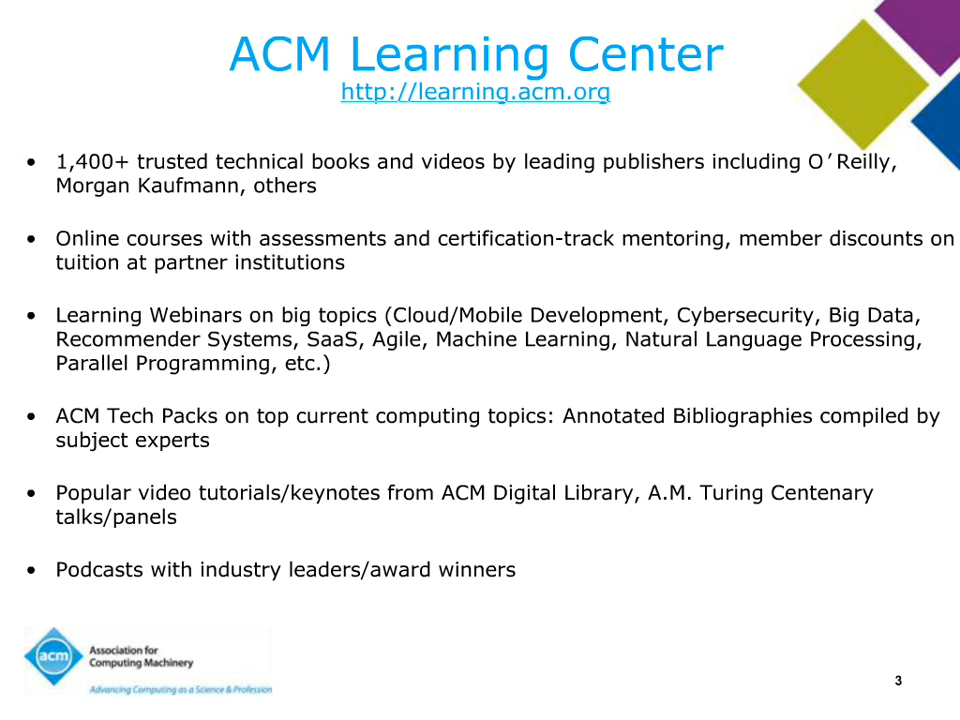 ACM Learning Center
http://learning.acm.org
• 1,400+ trusted technical books and videos by leading publishers including O’Reilly,
Morgan Kaufmann, others
• Online courses with assessments and certification-track mentoring, member discounts on
tuition at partner institutions
• Learning Webinars on big topics (Cloud/Mobile Development, Cybersecurity, Big Data,
Recommender Systems, SaaS, Agile, Machine Learning, Natural Language Processing,
Parallel Programming, etc.)
• ACM Tech Packs on top current computing topics: Annotated Bibliographies compiled by
subject experts
• Popular video tutorials/keynotes from ACM Digital Library, A.M. Turing Centenary
talks/panels
• Podcasts with industry leaders/award winners
acm
Association for
Computing Machinery
Advancing Computing as a Science & Profession
3